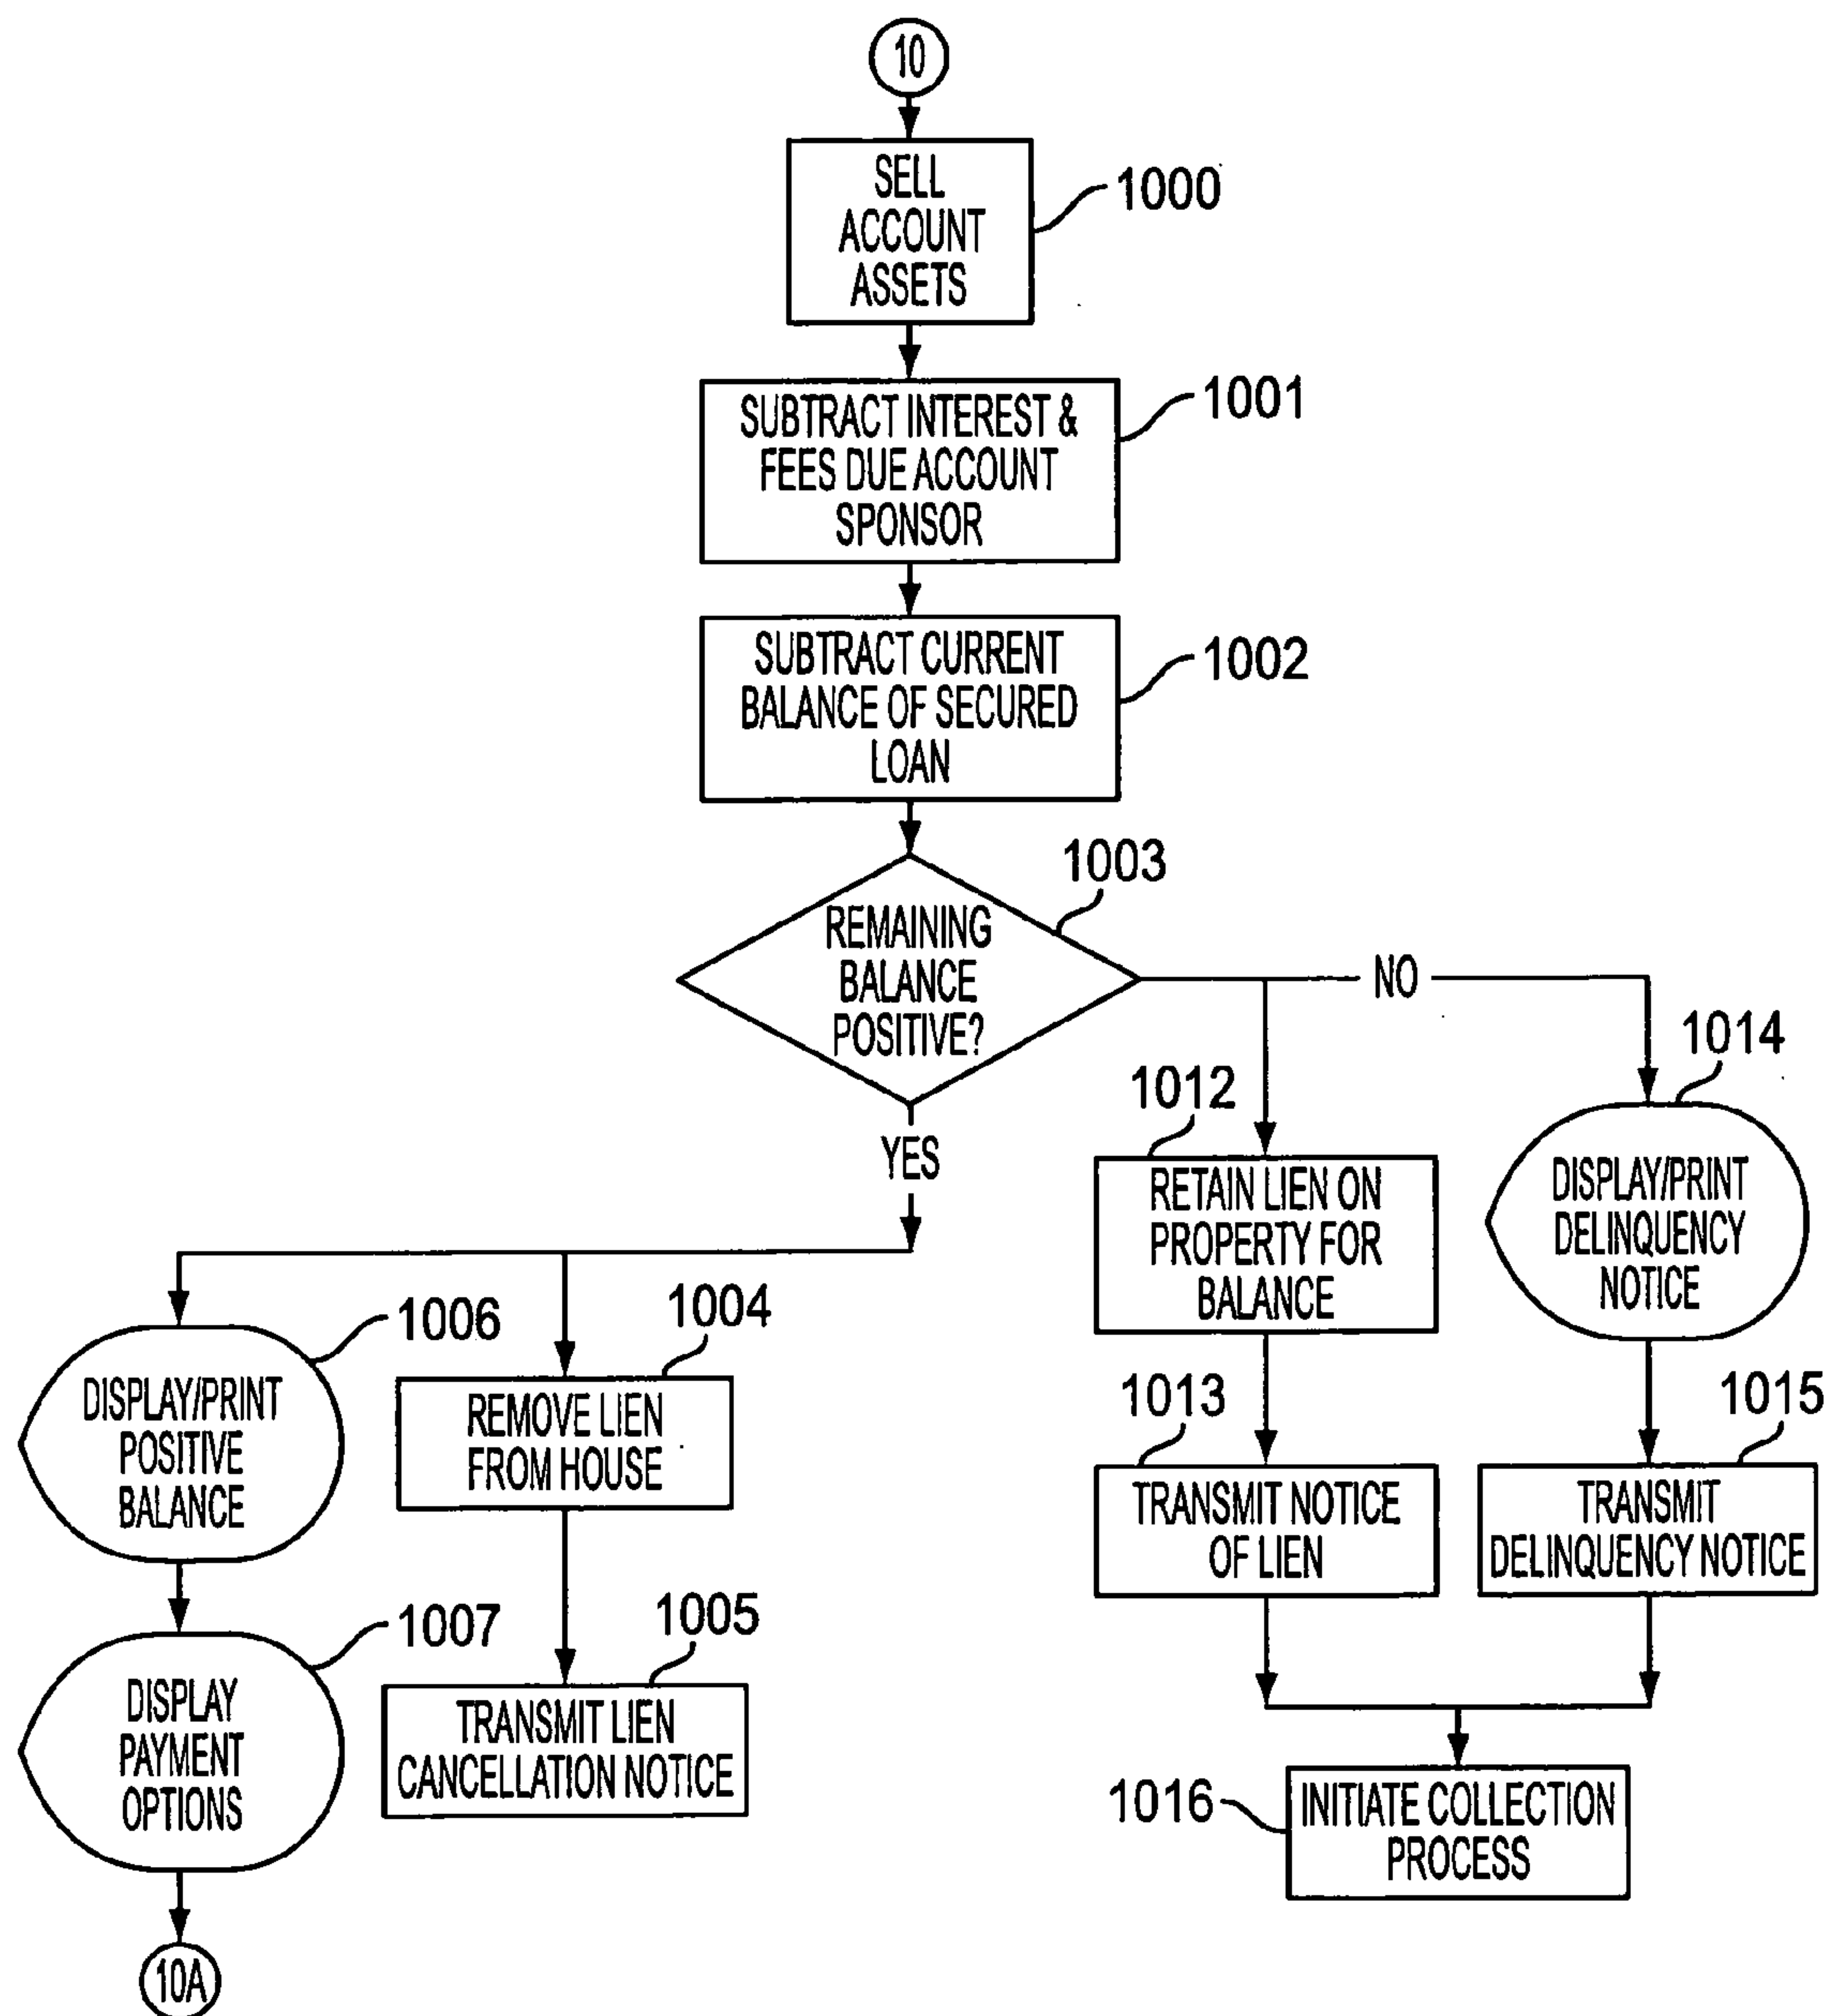 10
SELL
ACCOUNT
ASSETS
1000
SUBTRACT INTEREST &
FEES DUE ACCOUNT
SPONSOR
1001
SUBTRACT CURRENT
BALANCE OF SECURED
LOAN
1002
REMAINING
BALANCE
POSITIVE?
1003
YES
NO
1006
DISPLAY/PRINT
POSITIVE
BALANCE
1007
DISPLAY
PAYMENT
OPTIONS
10A
1004
REMOVE LIEN
FROM HOUSE
1005
TRANSMIT LIEN
CANCELLATION NOTICE
1012
RETAIN LIEN ON
PROPERTY FOR
BALANCE
1013
TRANSMIT NOTICE
OF LIEN
1014
DISPLAY/PRINT
DELINQUENCY
NOTICE
1015
TRANSMIT
DELINQUENCY NOTICE
1016
INITIATE COLLECTION
PROCESS